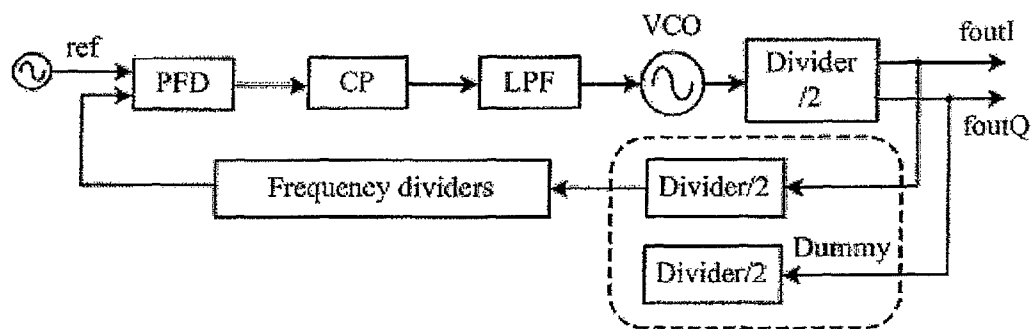 VCO
foutI
ref
PFD
CP
LPF
Divider
/2
foutQ
Frequency dividers
Divider/2
Dummy
Divider/2